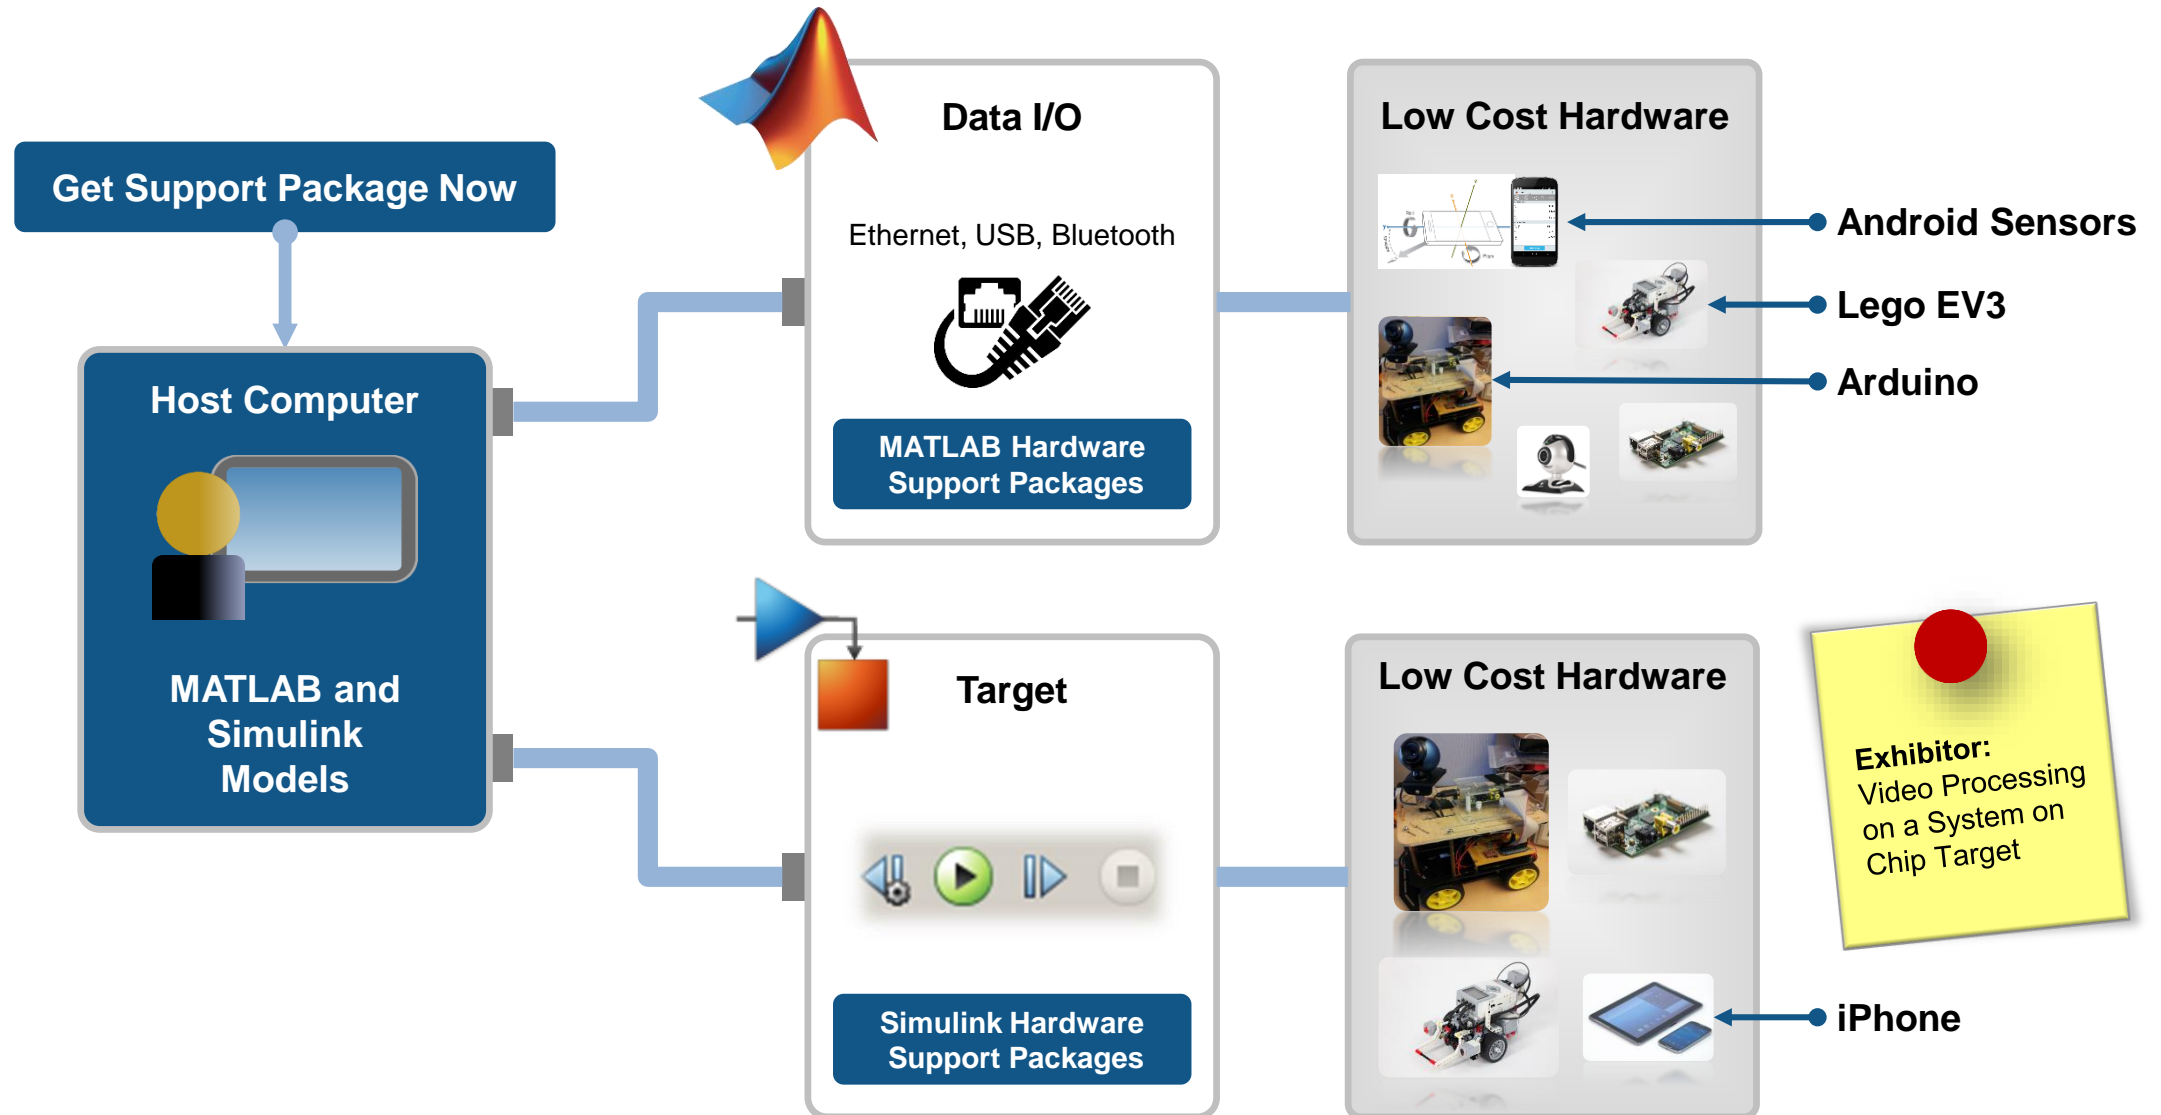 Get Support Package Now
Host Computer
MATLAB and
Simulink
Models
Data I/O
Ethernet, USB, Bluetooth
MATLAB Hardware
Support Packages
Low Cost Hardware
Android Sensors
Lego EV3
Arduino
Target
Simulink Hardware
Support Packages
Low Cost Hardware
iPhone
Exhibitor:
Video Processing
on a System on
Chip Target